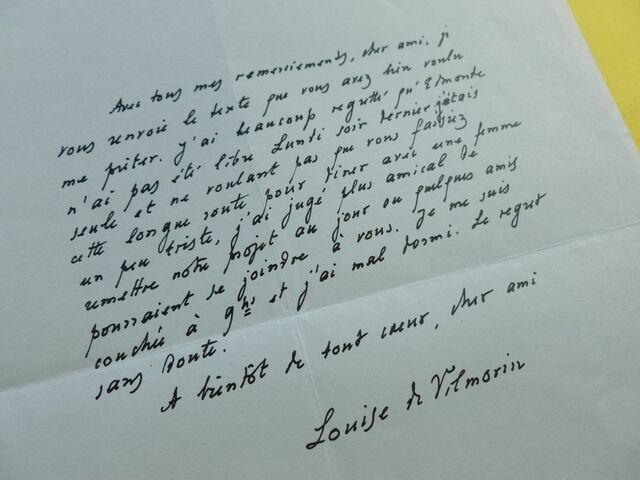 Avec tous mes remerciements, cher ami, je
vous renvoie le texte que vous avez bien voulu
me prêter. J'ai beaucoup regretté qu'Elmonde
n'ai pas été libre Lundi soir dernier j'étais
seule et ne voulant pas que vous fassiez
cette longue route pour diner avec une femme
un peu triste, j'ai jugé plus amical de
remettre notre projet au jour où quelques amis
pourraient se joindre à vous. Je me suis
couchée à 9hs et j'ai mal dormi. Le regret
sans doute.
A bientôt de tout cœur, cher ami
Louise de Vilmorin